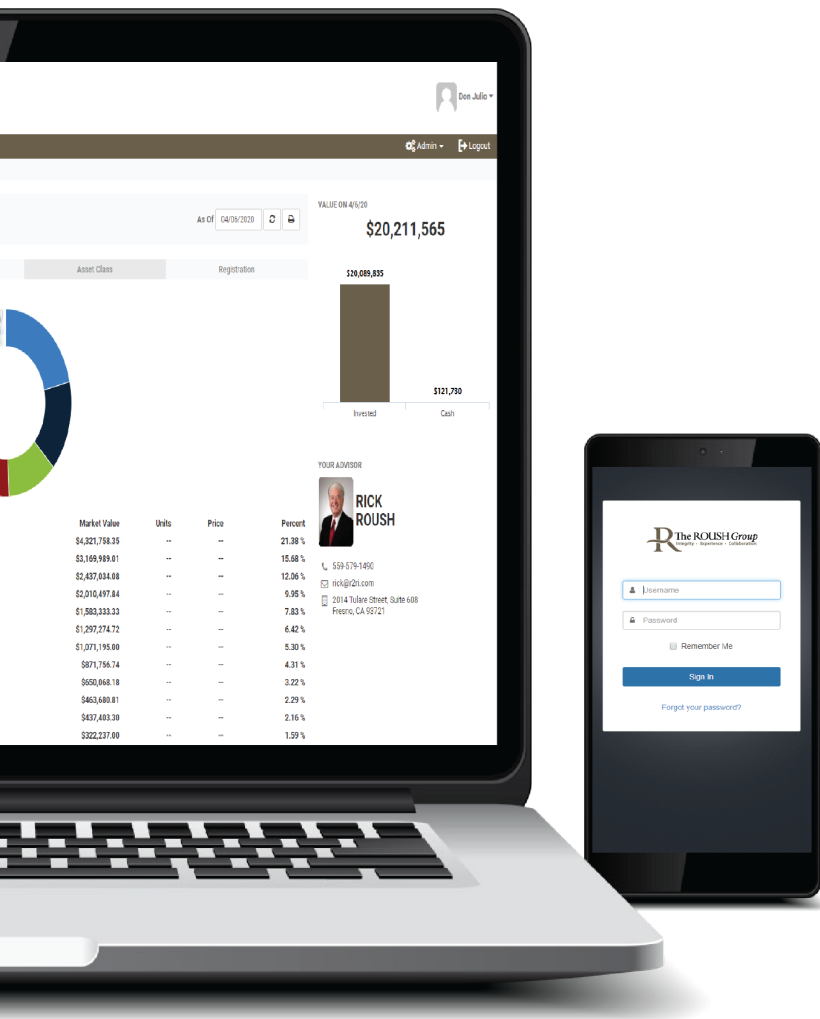 Don Julio
Admin
Logout
As Of 04/06/2020
VALUE ON 4/6/20
$20,211,565
Asset Class
Registration
$20,089,835
$121,730
Invested
Cash
YOUR ADVISOR
RICK
ROUSH
559-579-1490
rick@r2ri.com
2014 Tulare Street, Suite 608
Fresno, CA 93721
Market Value Units Price Percent
$4,321,758.35 -- -- 21.38 %
$3,169,989.01 -- -- 15.68 %
$2,437,034.08 -- -- 12.06 %
$2,010,497.84 -- -- 9.95 %
$1,583,333.33 -- -- 7.83 %
$1,297,274.72 -- -- 6.42 %
$1,071,195.00 -- -- 5.30 %
$871,756.74 -- -- 4.31 %
$650,068.18 -- -- 3.22 %
$463,680.81 -- -- 2.29 %
$437,403.30 -- -- 2.16 %
$322,237.00 -- -- 1.59 %
R The ROUSH Group
Integrity - Experience - Collaboration
Username
Password
Remember Me
Sign In
Forgot your password?